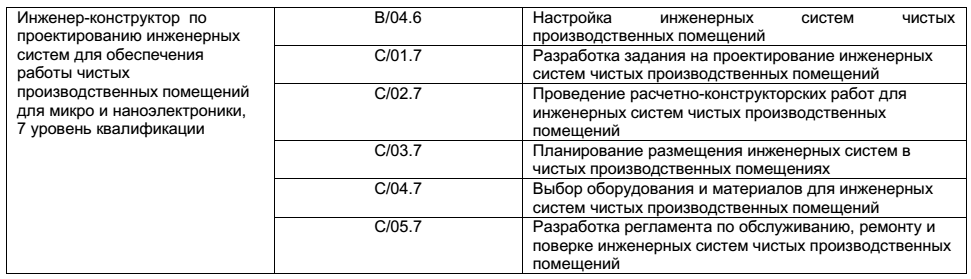 Инженер-конструктор по
проектированию инженерных
систем для обеспечения
работы чистых
производственных помещений
для микро и наноэлектроники,
7 уровень квалификации
B/04.6
Настройка инженерных систем чистых
производственных помещений
C/01.7
Разработка задания на проектирование инженерных
систем чистых производственных помещений
C/02.7
Проведение расчетно-конструкторских работ для
инженерных систем чистых производственных
помещений
C/03.7
Планирование размещения инженерных систем в
чистых производственных помещениях
C/04.7
Выбор оборудования и материалов для инженерных
систем чистых производственных помещений
C/05.7
Разработка регламента по обслуживанию, ремонту и
поверке инженерных систем чистых производственных
помещений